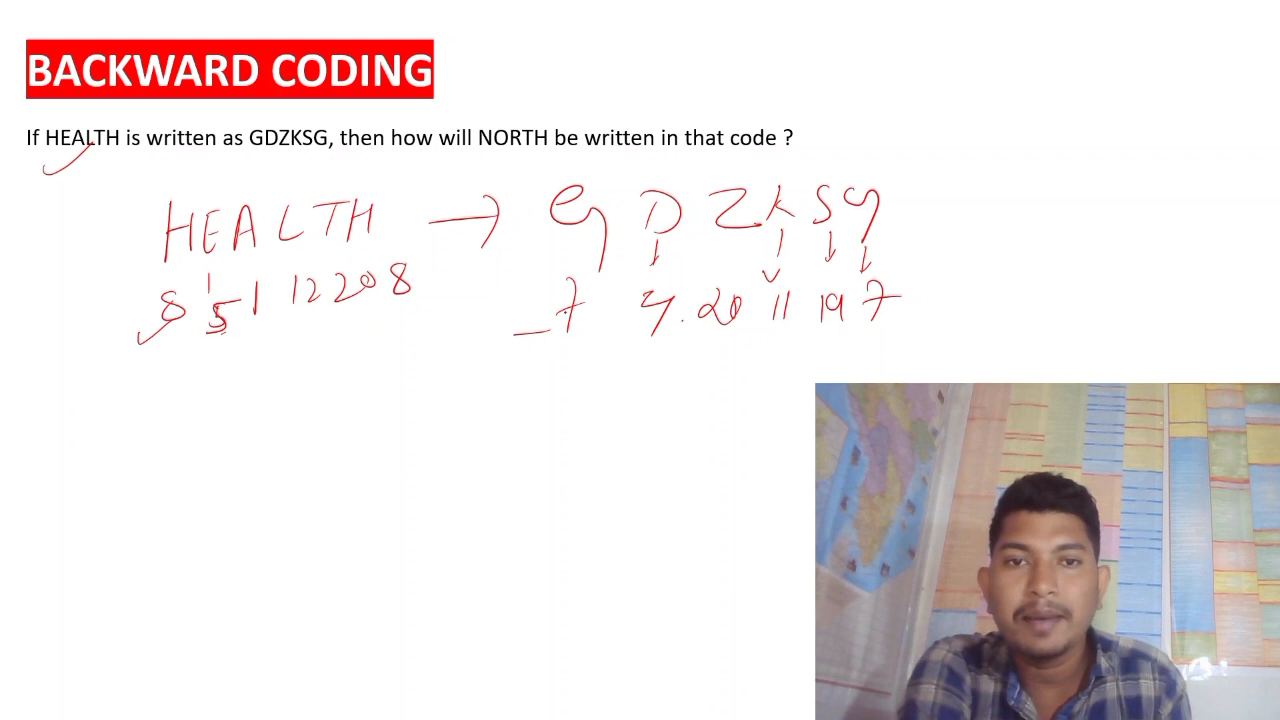 BACKWARD CODING
If HEALTH is written as GDZKSG, then how will NORTH be written in that code ?
HEALTH → G D Z K S G
8 5 1 12 20 8 7 4 20 11 19 7